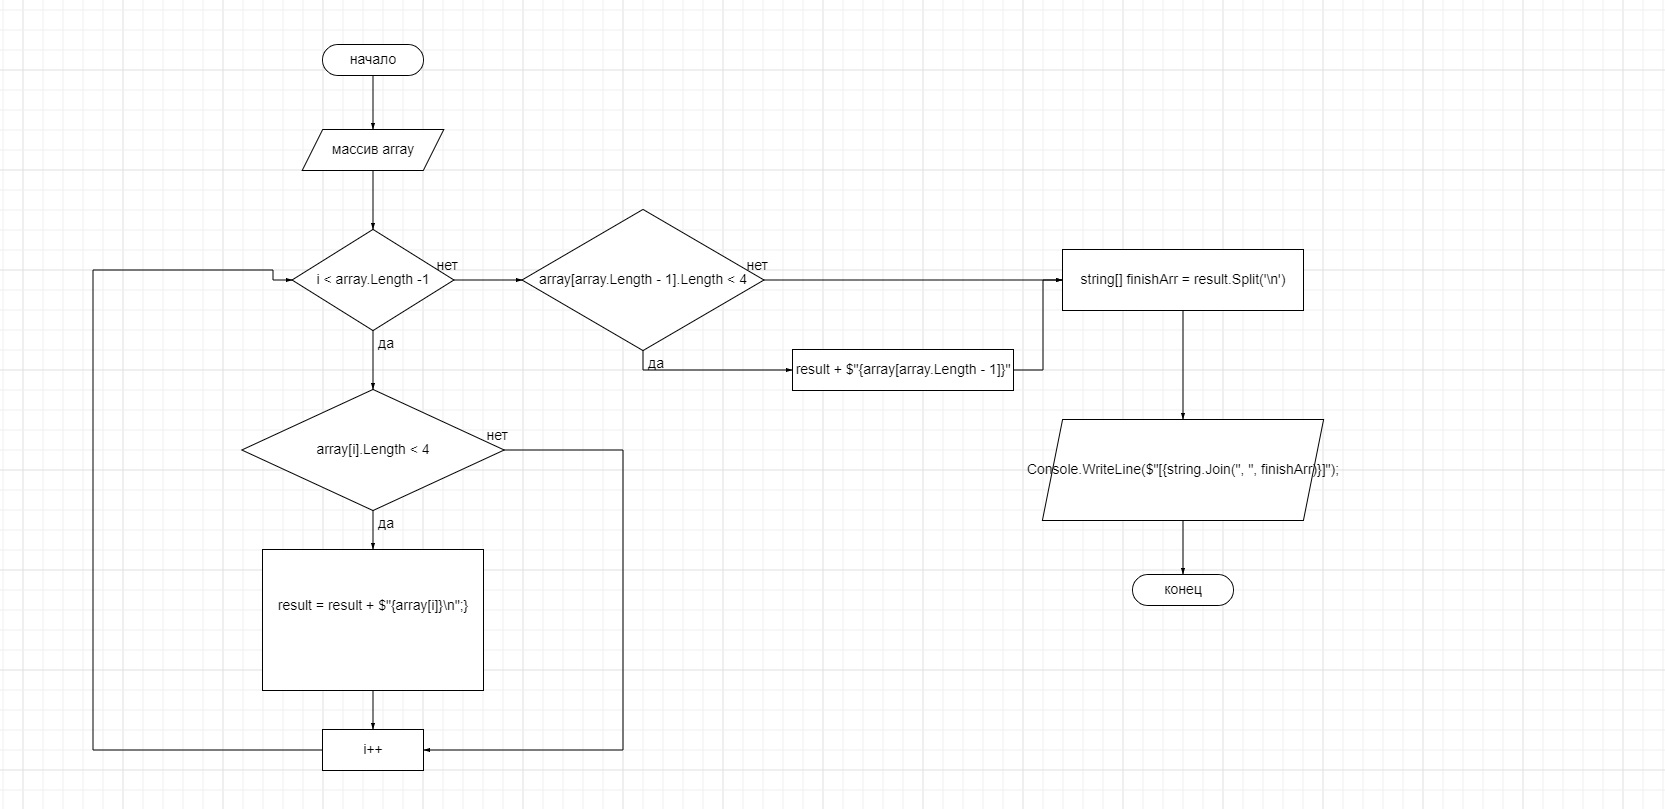 начало
массив array
i < array.Length -1
нет
array[array.Length - 1].Length < 4
нет
string[] finishArr = result.Split('\n')
да
да
result + $"{array[array.Length - 1]}"
array[i].Length < 4
нет
Console.WriteLine($"[{string.Join(", ", finishArr)}]");
да
result = result + $"{array[i]}\n";}
конец
i++